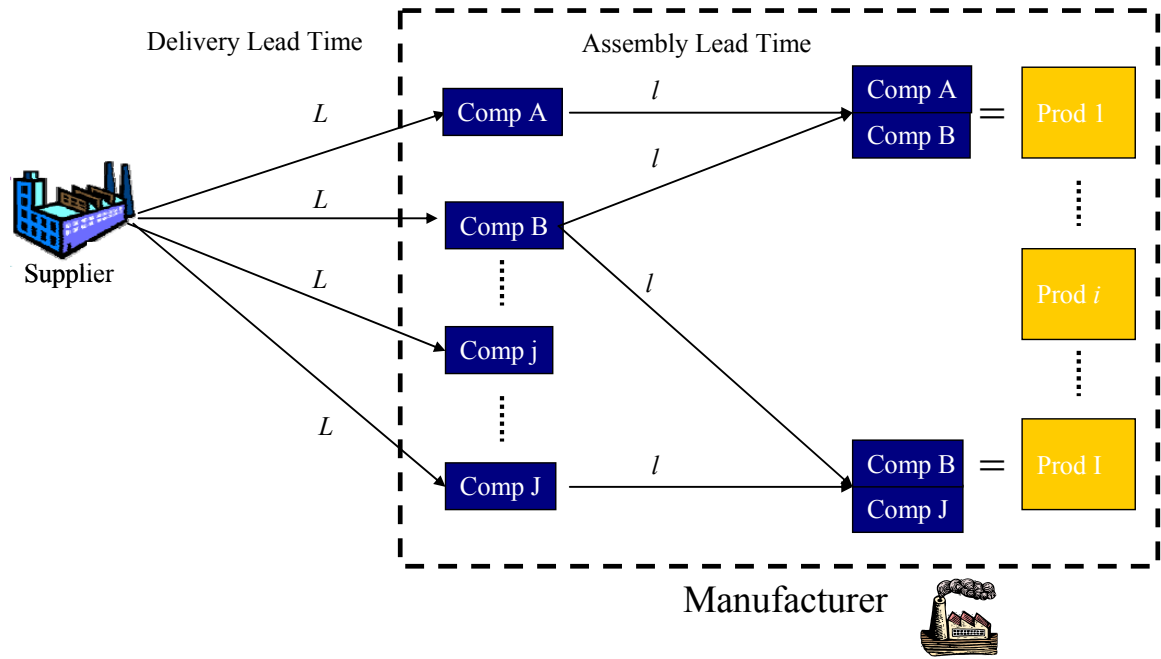 Delivery Lead Time
Assembly Lead Time
L
Comp A
l
Comp A
Comp B
=
Prod 1
l
L
Comp B
Supplier
L
l
Prod i
Comp j
L
Comp J
l
Comp B
Comp J
=
Prod I
Manufacturer